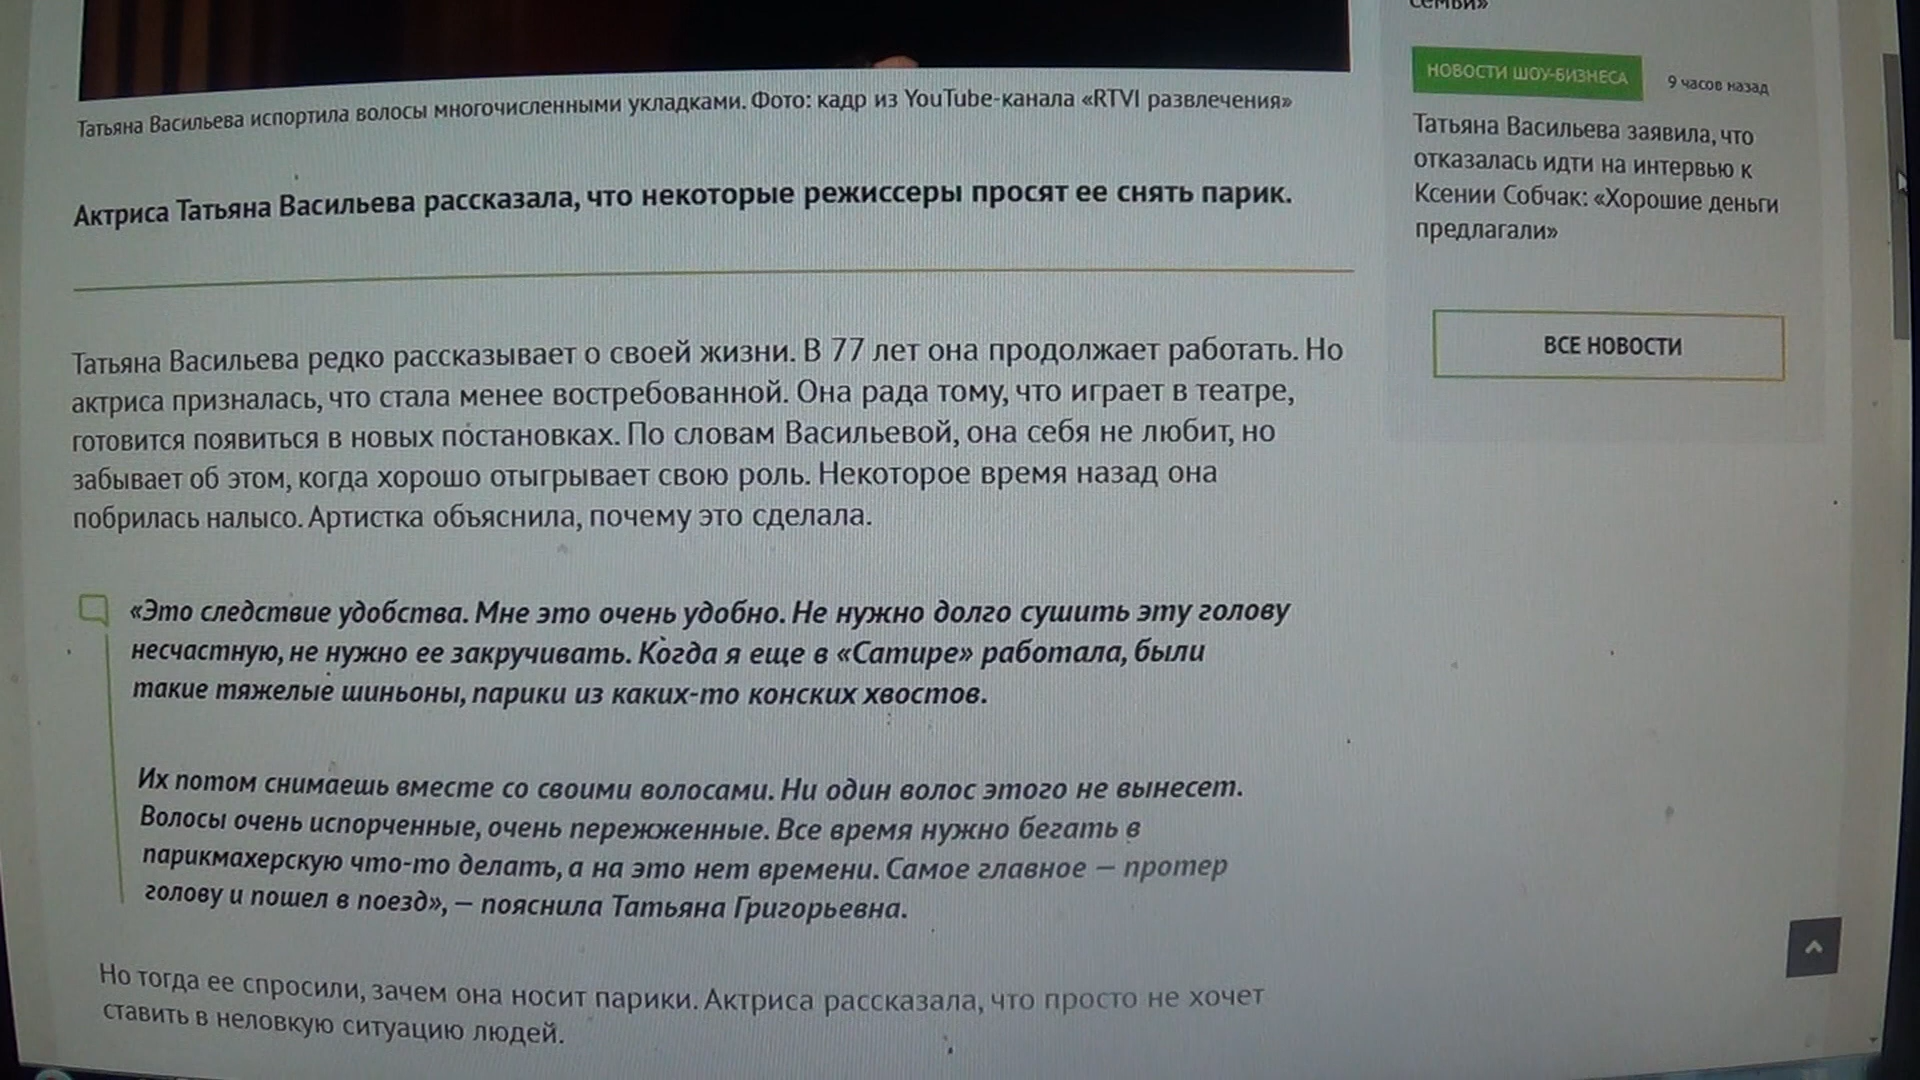 Татьяна Васильева испортила волосы многочисленными укладками. Фото: кадр из YouTube-канала «RTVI развлечения»
Актриса Татьяна Васильева рассказала, что некоторые режиссеры просят ее снять парик.
Татьяна Васильева редко рассказывает о своей жизни. В 77 лет она продолжает работать. Но
актриса призналась, что стала менее востребованной. Она рада тому, что играет в театре,
готовится появиться в новых постановках. По словам Васильевой, она себя не любит, но
забывает об этом, когда хорошо отыгрывает свою роль. Некоторое время назад она
побрилась налысо. Артистка объяснила, почему это сделала.
«Это следствие удобства. Мне это очень удобно. Не нужно долго сушить эту голову
несчастную, не нужно ее закручивать. Когда я еще в «Сатире» работала, были
такие тяжелые шиньоны, парики из каких-то конских хвостов.
Их потом снимаешь вместе со своими волосами. Ни один волос этого не вынесет.
Волосы очень испорченные, очень пережженные. Все время нужно бегать в
парикмахерскую что-то делать, а на это нет времени. Самое главное — протер
голову и пошел в поезд», — пояснила Татьяна Григорьевна.
Но тогда ее спросили, зачем она носит парики. Актриса рассказала, что просто не хочет
ставить в неловкую ситуацию людей.
семьи»
НОВОСТИ ШОУ-БИЗНЕСА
9 часов назад
Татьяна Васильева заявила, что
отказалась идти на интервью к
Ксении Собчак: «Хорошие деньги
предлагали»
ВСЕ НОВОСТИ